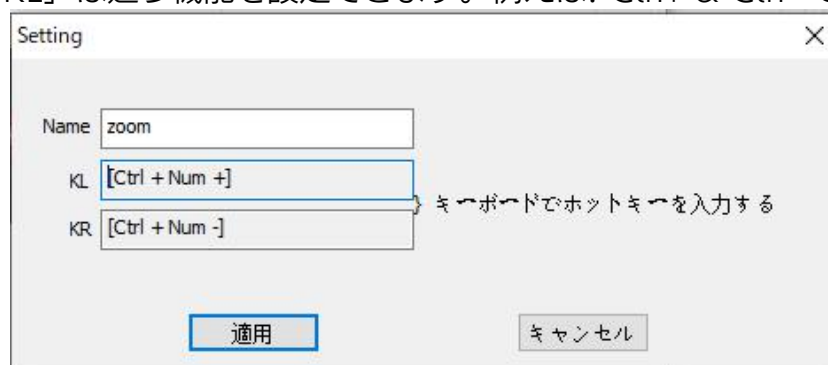 Setting
Name zoom
KL [Ctrl + Num +]
} キーボードでホットキーを入力する
KR [Ctrl + Num -]
適用 キャンセル